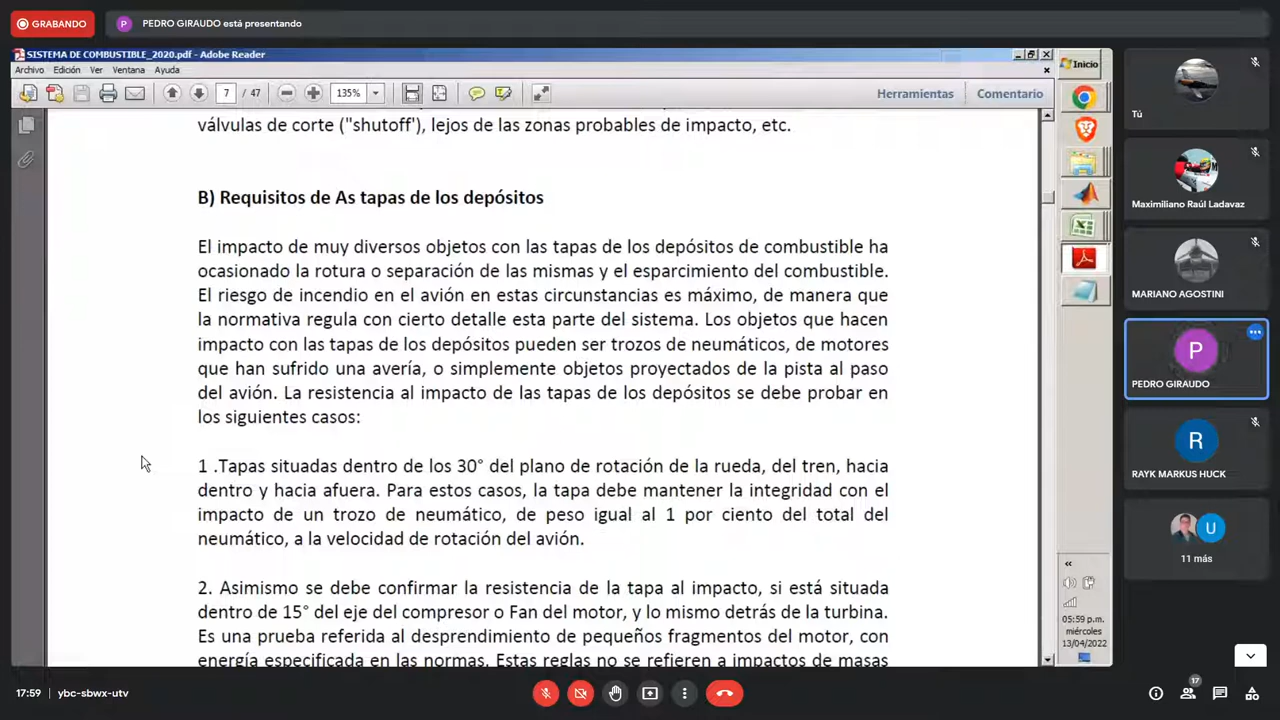 GRABANDO
P PEDRO GIRAUDO está presentando
SISTEMA DE COMBUSTIBLE_2020.pdf - Adobe Reader
Archivo Edición Ver Ventana Ayuda
7 / 47 135% Herramientas Comentario
válvulas de corte ("shutoff'), lejos de las zonas probables de impacto, etc.
B) Requisitos de As tapas de los depósitos
El impacto de muy diversos objetos con las tapas de los depósitos de combustible ha
ocasionado la rotura o separación de las mismas y el esparcimiento del combustible.
El riesgo de incendio en el avión en estas circunstancias es máximo, de manera que
la normativa regula con cierto detalle esta parte del sistema. Los objetos que hacen
impacto con las tapas de los depósitos pueden ser trozos de neumáticos, de motores
que han sufrido una avería, o simplemente objetos proyectados de la pista al paso
del avión. La resistencia al impacto de las tapas de los depósitos se debe probar en
los siguientes casos:
1 .Tapas situadas dentro de los 30° del plano de rotación de la rueda, del tren, hacia
dentro y hacia afuera. Para estos casos, la tapa debe mantener la integridad con el
impacto de un trozo de neumático, de peso igual al 1 por ciento del total del
neumático, a la velocidad de rotación del avión.
2. Asimismo se debe confirmar la resistencia de la tapa al impacto, si está situada
dentro de 15° del eje del compresor o Fan del motor, y lo mismo detrás de la turbina.
Es una prueba referida al desprendimiento de pequeños fragmentos del motor, con
energía especificada en las normas. Estas reglas no se refieren a impactos de masas
Inicio
«
05:59 p.m.
miércoles
13/04/2022
Tú
Maximiliano Raúl Ladavaz
MARIANO AGOSTINI
P
PEDRO GIRAUDO
R
RAYK MARKUS HUCK
U
11 más
17:59 ybc-sbwx-utv
17